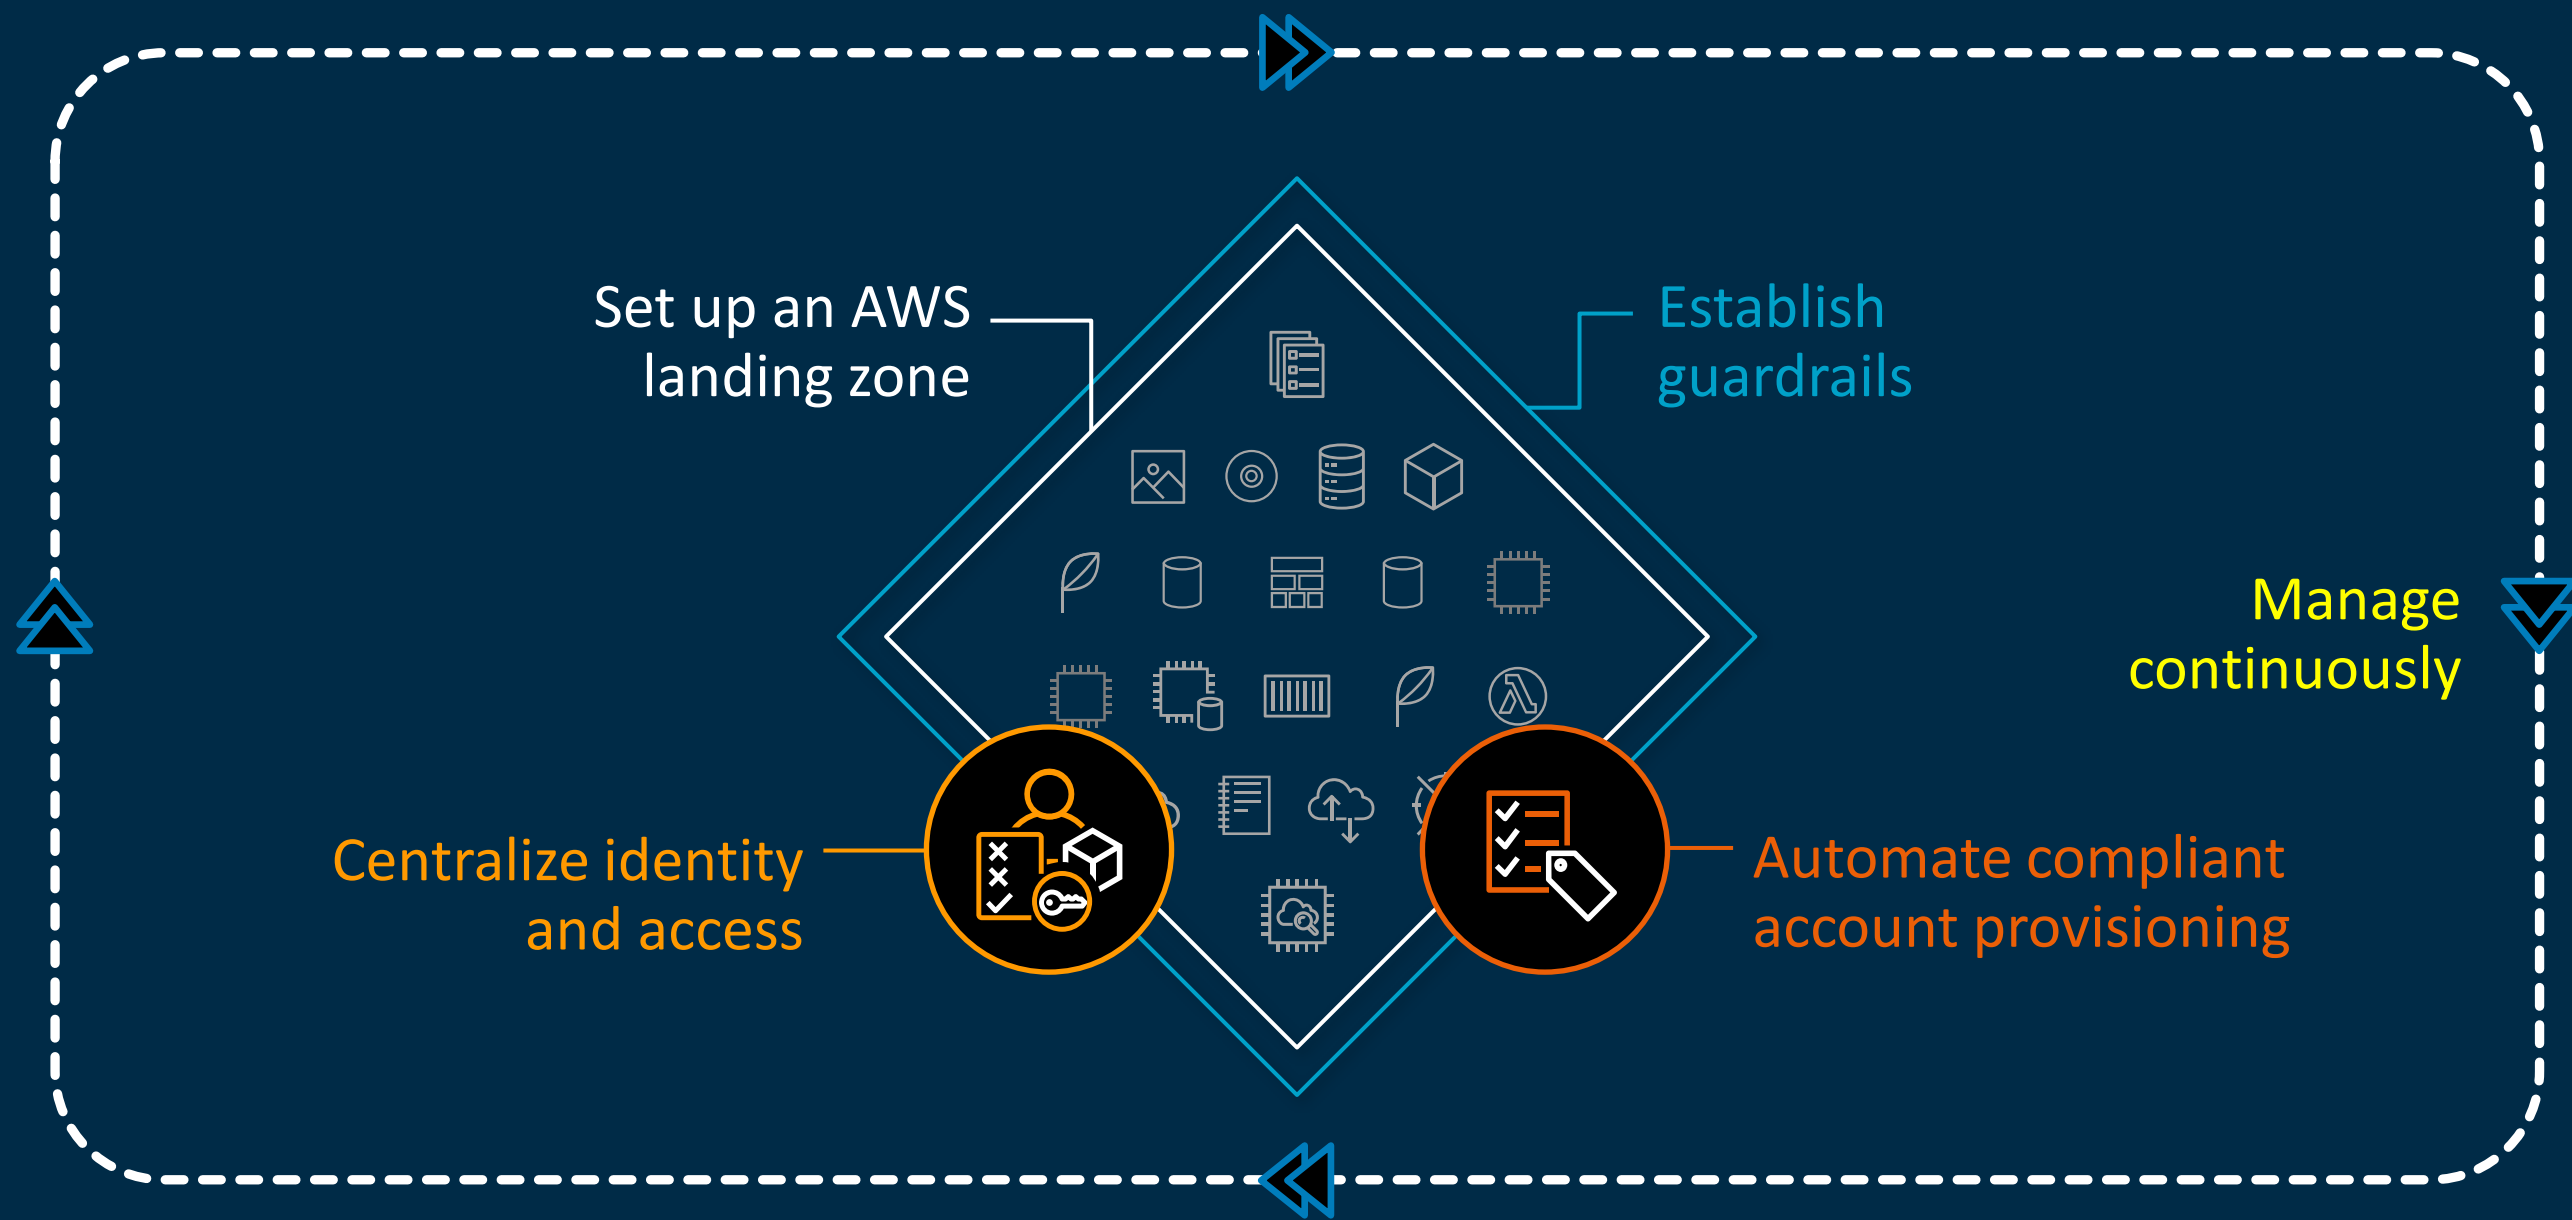 Set up an AWS
landing zone
Establish
guardrails
Manage
continuously
Centralize identity
and access
Automate compliant
account provisioning